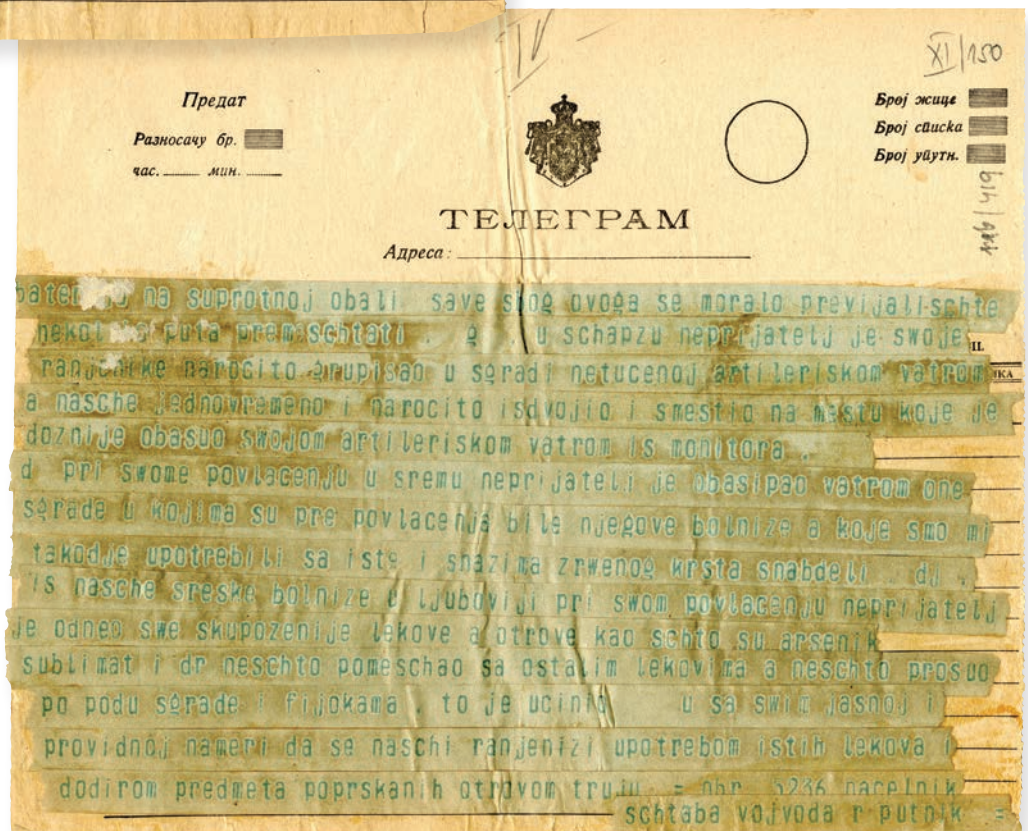 IV
XI/150
Предат
Разносачу бр.
час. мин.
Број жице
Број списка
Број упутн.
ТЕЛЕГРАМ
Адреса:
na suprotnoj obali save sbog ovoga se moralo previjalischte
puta premeschtati . g . u schapzu neprijatelj je swoje
ranjenike narocito grupisao u sgradi netucenoj artileriskom vatrom
a nasche jednovremeno i narocito isdvojio i smestio na mestu koje je
doznije obasuo swojom artileriskom vatrom is monitora .
d pri swome povlacenju u sremu neprijatelj je obasipao vatrom one
sgrade u kojima su pre povlacenja bile njegove bolnize a koje smo mi
takodje upotrebili sa iste i snazima zrwenog krsta snabdeli dj .
is nasche sreske bolnize u ljuboviji pri swom povlacenju neprijatelj
je odneo swe skupozenije lekove a otrove kao schto su arsenik
sublimat i dr neschto pomeschao sa ostalim lekovima a neschto prosuo
po podu sgrade i fijokama . to je ucinio u sa swim jasnoj i
providnoj nameri da se naschi ranjenizi upotrebom istih lekova i
dodirom predmeta poprskanih otrovom truju = obr 5236 nacelnik
schtaba vojvoda r putnik =